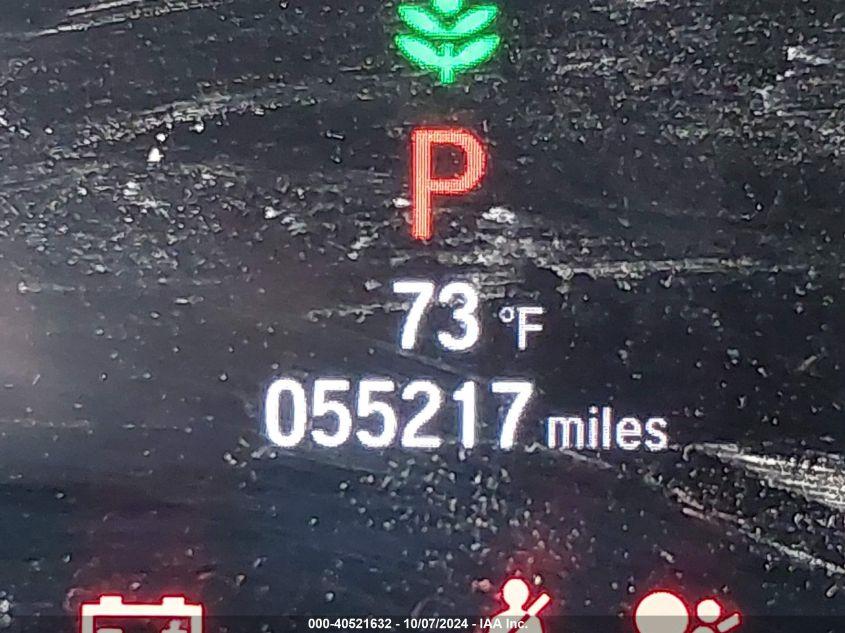 P
73 °F
055217 miles
000-40521632 - 10/07/2024 - IAA Inc.